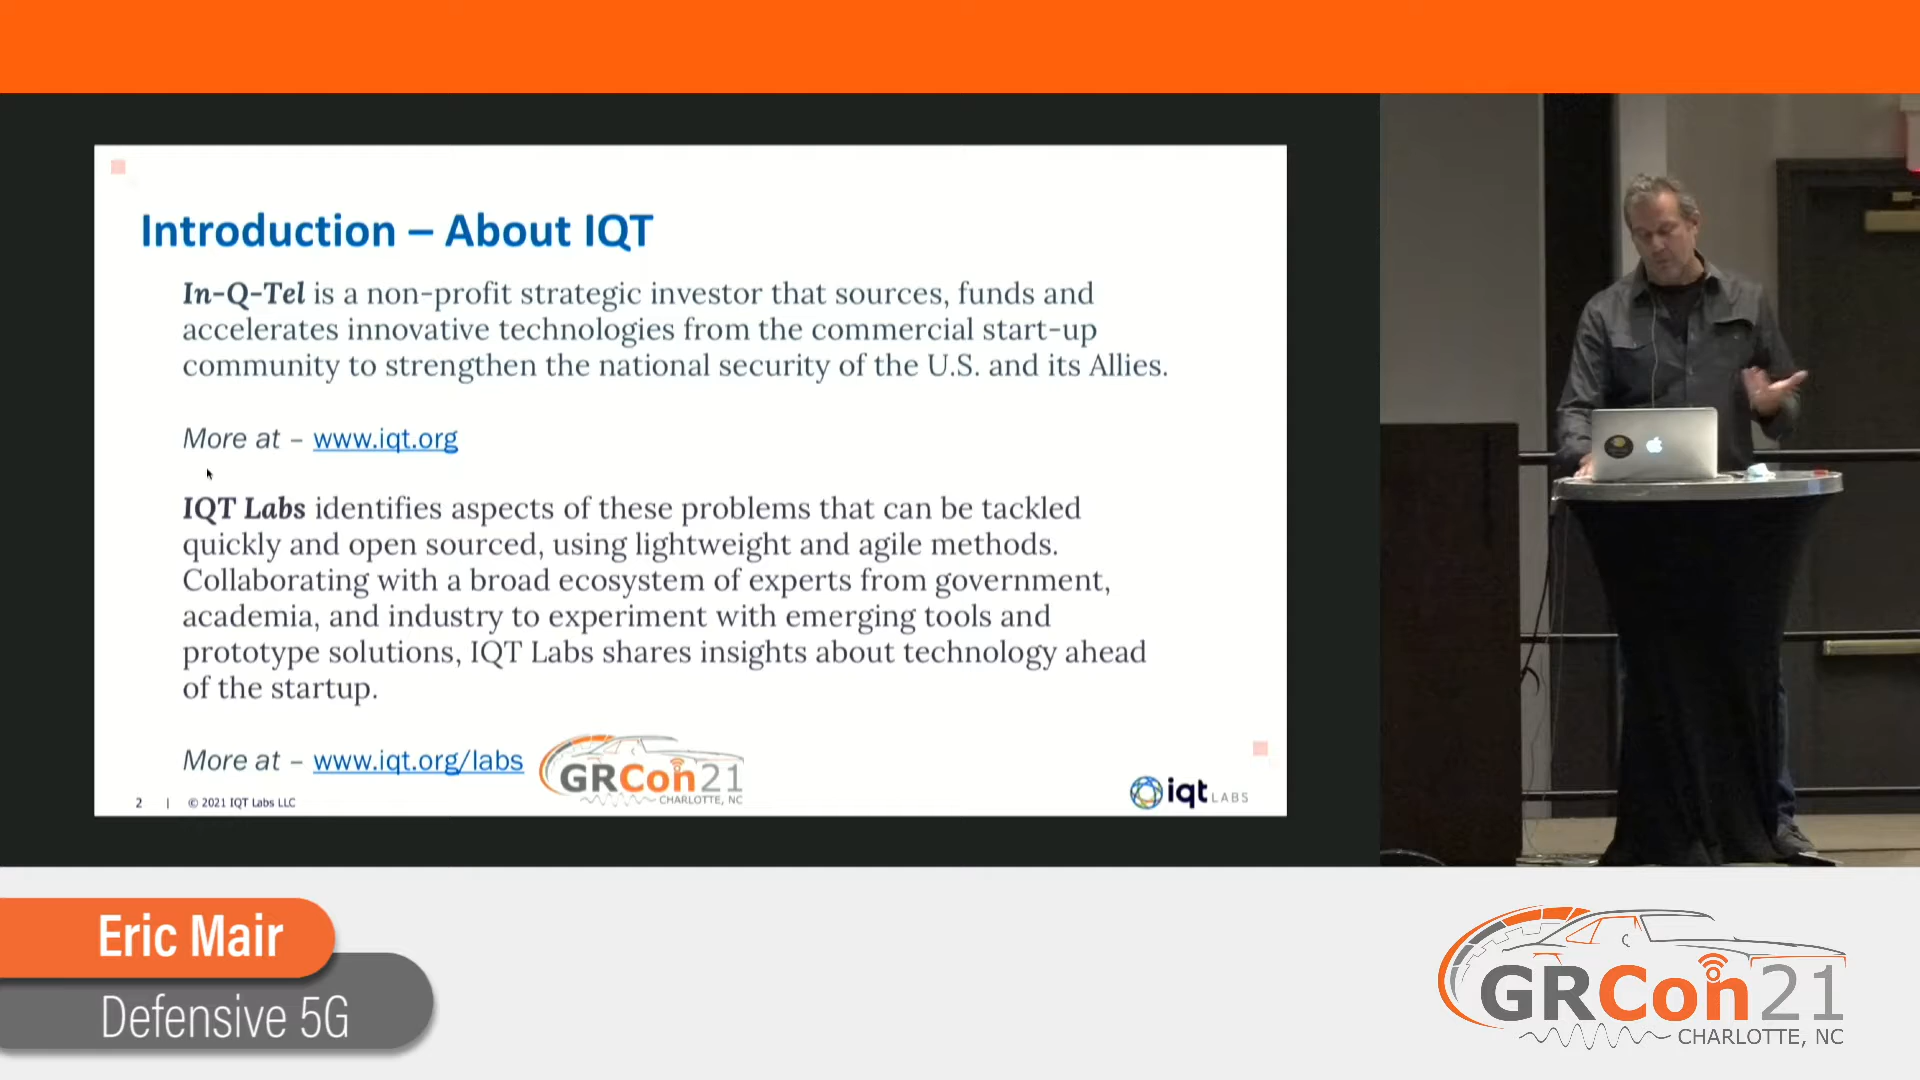 Introduction – About IQT
In-Q-Tel is a non-profit strategic investor that sources, funds and
accelerates innovative technologies from the commercial start-up
community to strengthen the national security of the U.S. and its Allies.
More at – www.iqt.org
IQT Labs identifies aspects of these problems that can be tackled
quickly and open sourced, using lightweight and agile methods.
Collaborating with a broad ecosystem of experts from government,
academia, and industry to experiment with emerging tools and
prototype solutions, IQT Labs shares insights about technology ahead
of the startup.
More at – www.iqt.org/labs
GRCon21
CHARLOTTE, NC
2 | © 2021 IQT Labs LLC
iqt LABS
Eric Mair
Defensive 5G
GRCon21
CHARLOTTE, NC